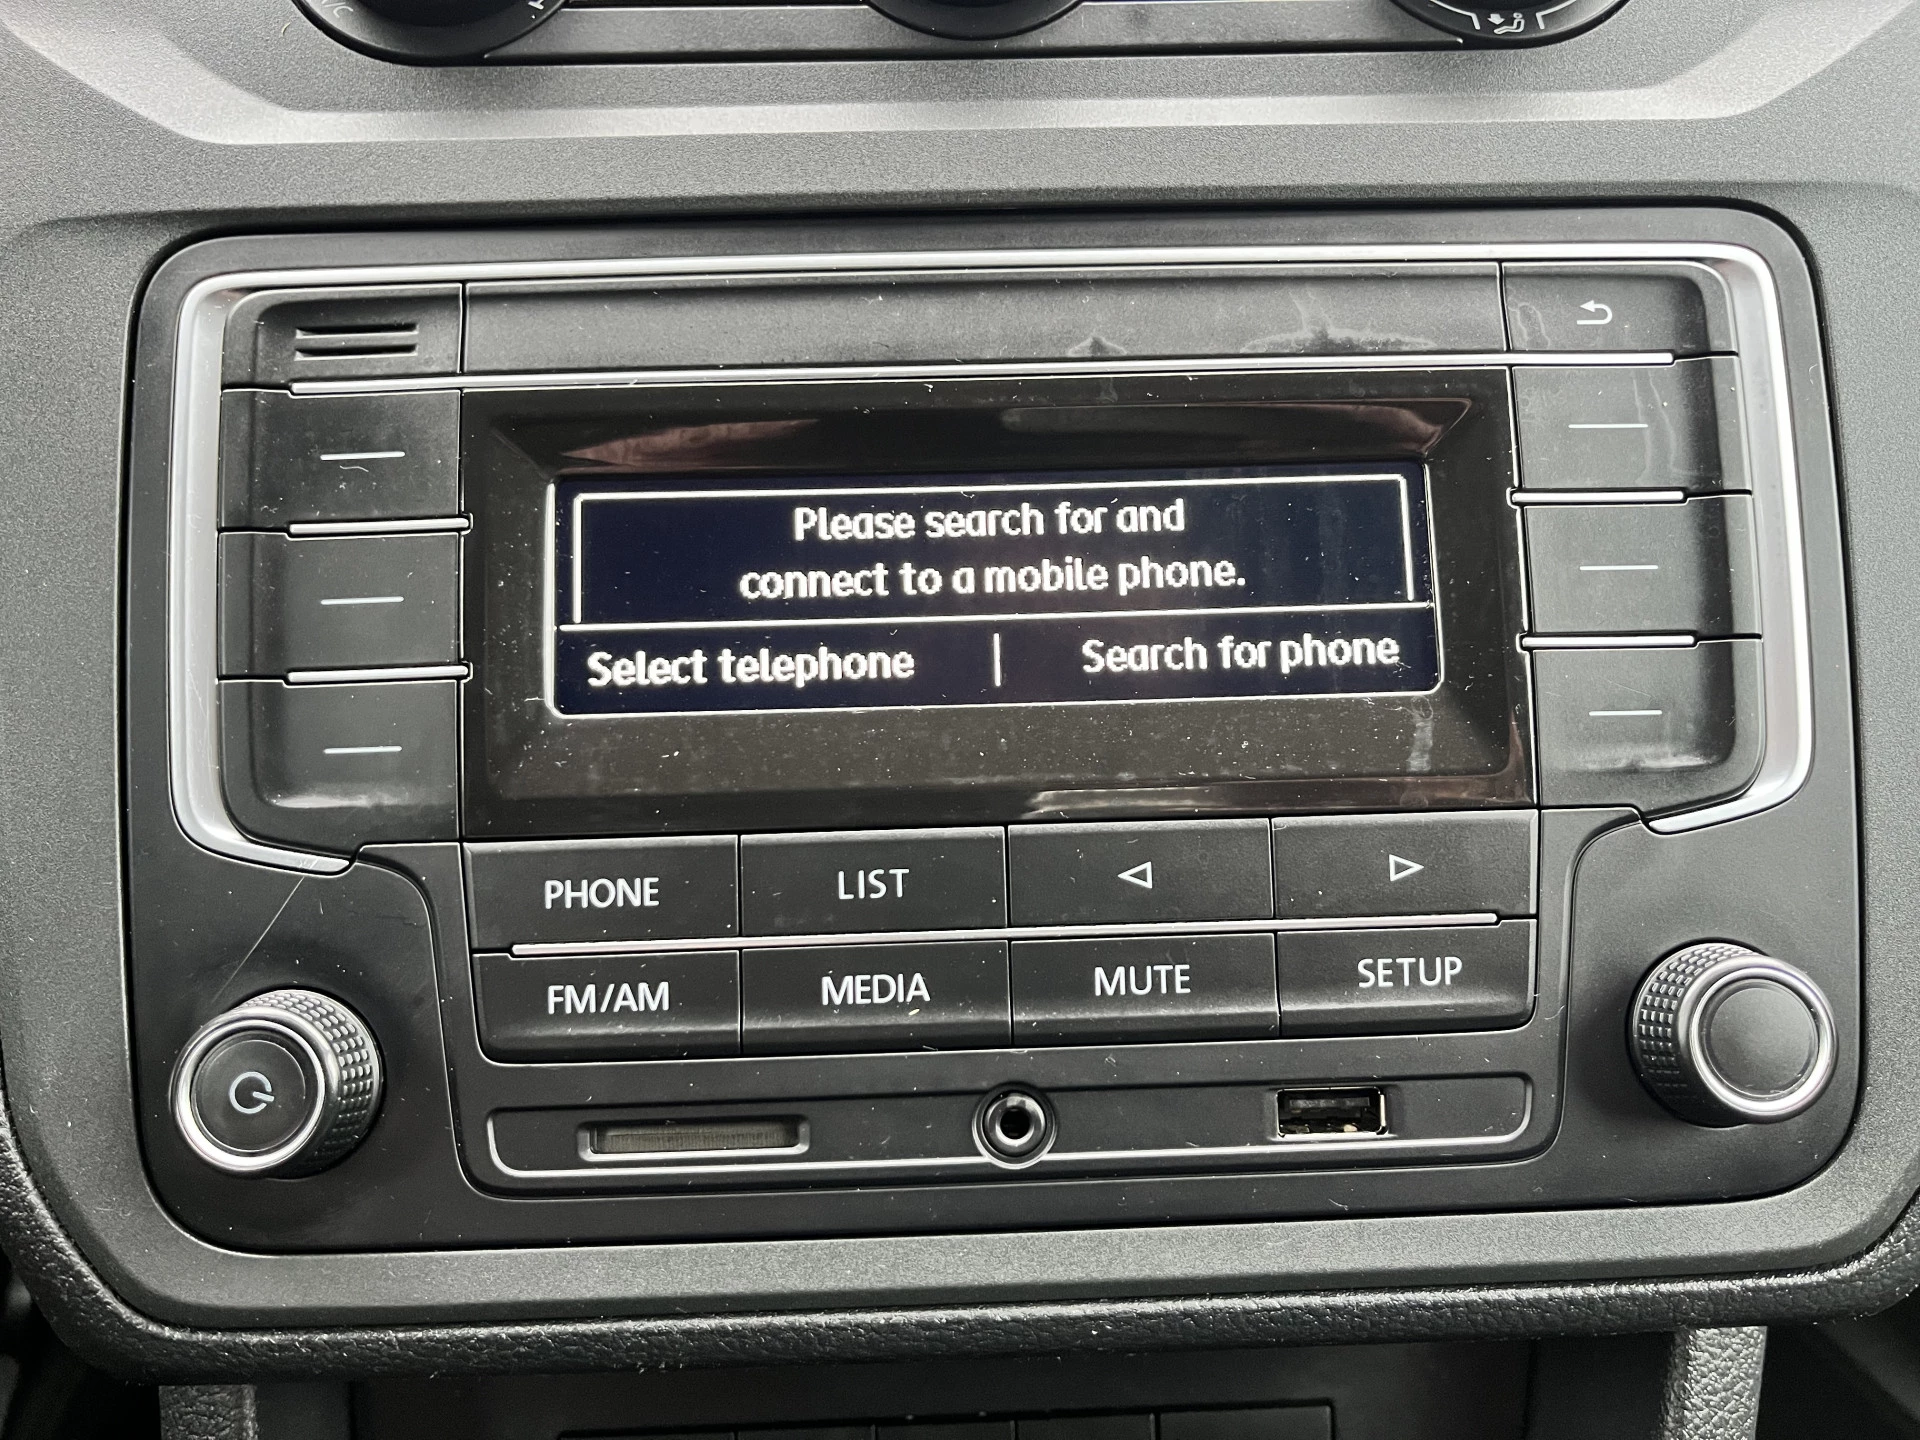 A/C
Please search for and
connect to a mobile phone.
Select telephone | Search for phone
PHONE LIST
FM/AM MEDIA MUTE SETUP